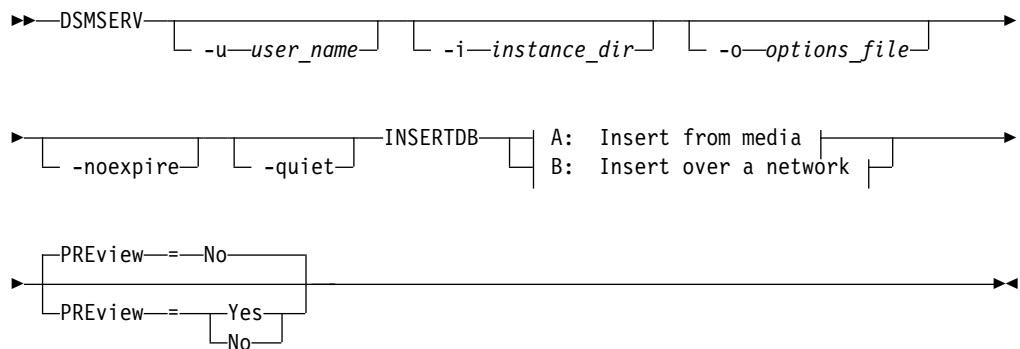 DSMSERV
-u user_name -i instance_dir -o options_file
INSERTDB A: Insert from media
-noexpire -quiet B: Insert over a network
PREview = No
PREview = Yes
No